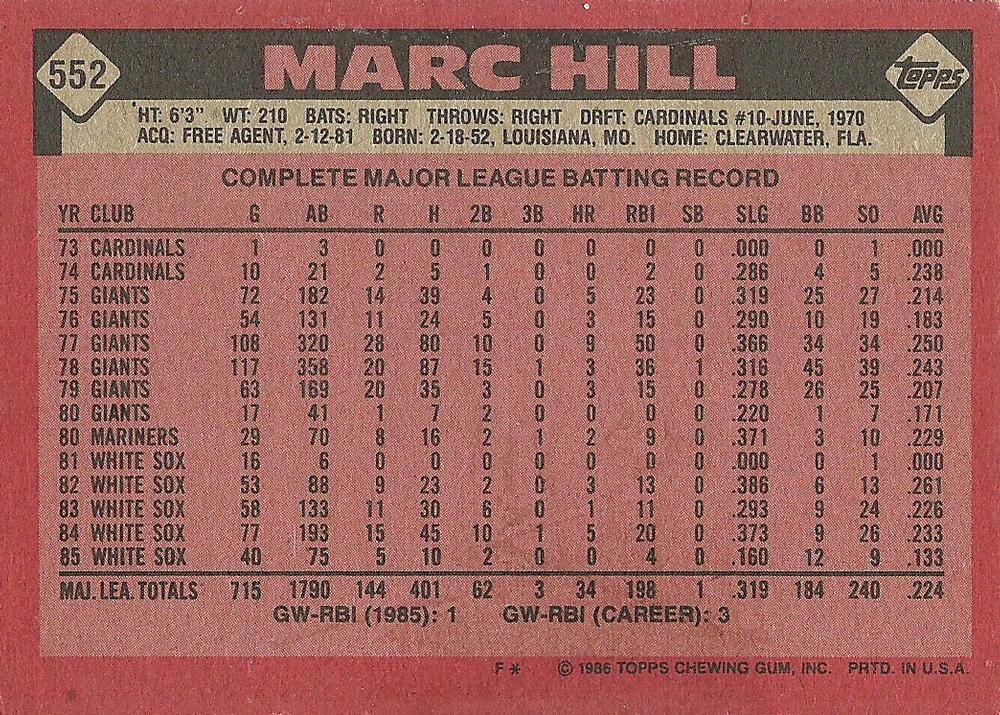 552 MARC HILL Topps
HT: 6'3" WT: 210 BATS: RIGHT THROWS: RIGHT DRFT: CARDINALS #10-JUNE, 1970
ACQ: FREE AGENT, 2-12-81 BORN: 2-18-52, LOUISIANA, MO. HOME: CLEARWATER, FLA.
COMPLETE MAJOR LEAGUE BATTING RECORD
YR CLUB G AB R H 2B 3B HR RBI SB SLG BB SO AVG
73 CARDINALS 1 3 0 0 0 0 0 0 0 .000 0 1 .000
74 CARDINALS 10 21 2 5 1 0 0 2 0 .286 4 5 .238
75 GIANTS 72 182 14 39 4 0 5 23 0 .319 25 27 .214
76 GIANTS 54 131 11 24 5 0 3 15 0 .290 10 19 .183
77 GIANTS 108 320 28 80 10 0 9 50 0 .366 34 34 .250
78 GIANTS 117 358 20 87 15 1 3 36 1 .316 45 39 .243
79 GIANTS 63 169 20 35 3 0 3 15 0 .278 26 25 .207
80 GIANTS 17 41 1 7 2 0 0 0 0 .220 1 7 .171
80 MARINERS 29 70 8 16 2 1 2 9 0 .371 3 10 .229
81 WHITE SOX 16 6 0 0 0 0 0 0 0 .000 0 1 .000
82 WHITE SOX 53 88 9 23 2 0 3 13 0 .386 6 13 .261
83 WHITE SOX 58 133 11 30 6 0 1 11 0 .293 9 24 .226
84 WHITE SOX 77 193 15 45 10 1 5 20 0 .373 9 26 .233
85 WHITE SOX 40 75 5 10 2 0 0 4 0 .160 12 9 .133
MAJ. LEA. TOTALS 715 1790 144 401 62 3 34 198 1 .319 184 240 .224
GW-RBI (1985): 1 GW-RBI (CAREER): 3
F * © 1986 TOPPS CHEWING GUM, INC. PRTD. IN U.S.A.